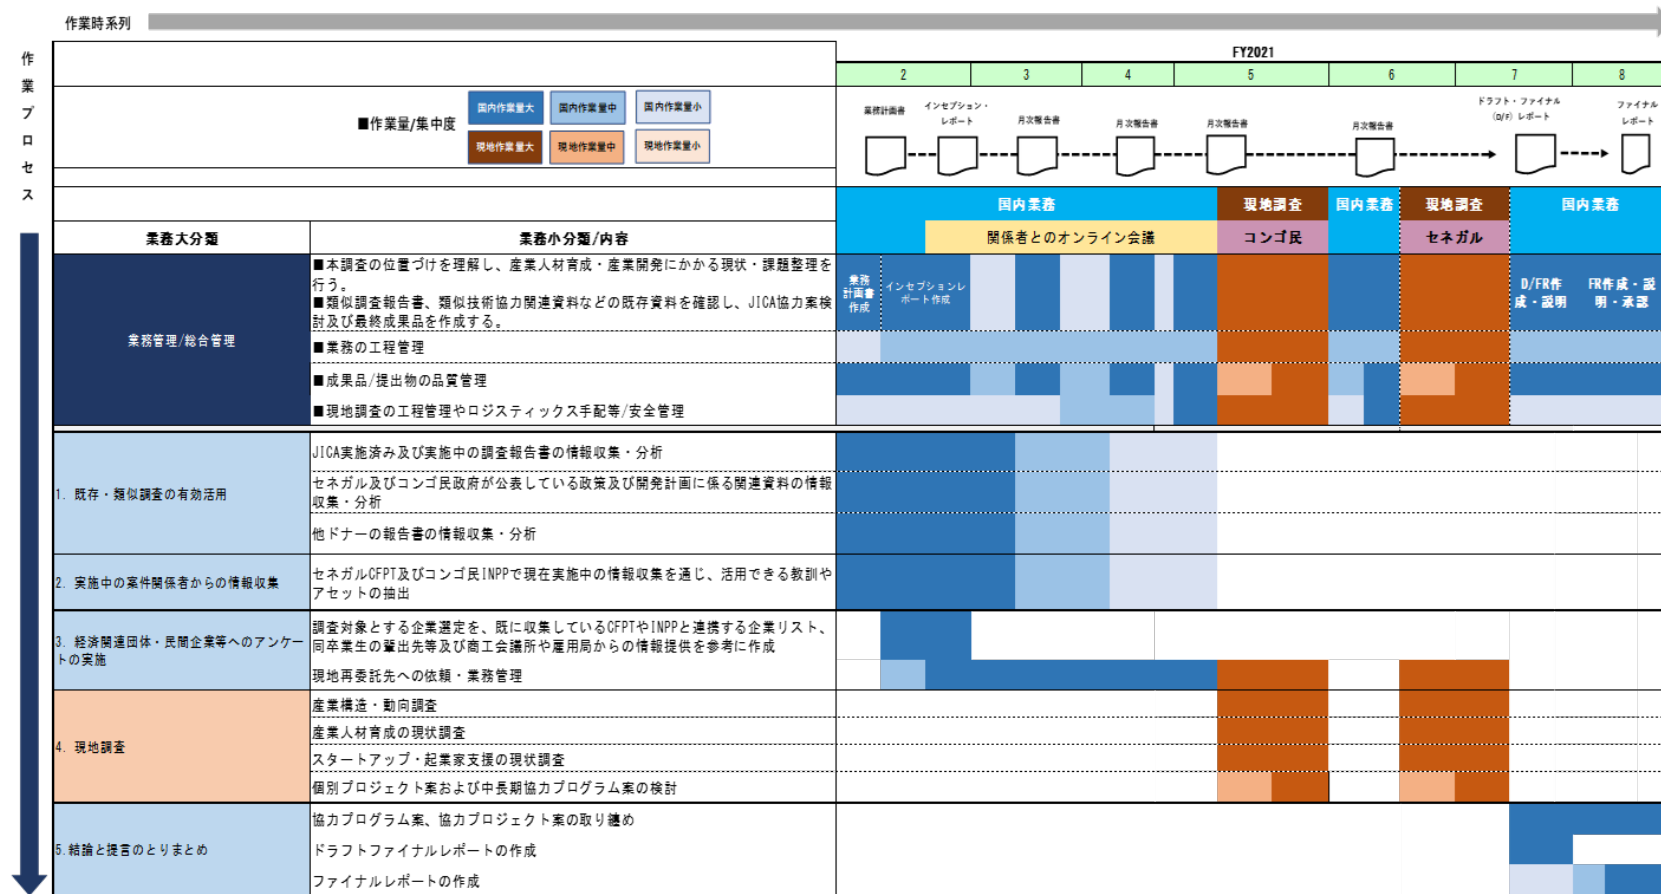 作業時系列
作業プロセス
FY2021
2 3 4 5 6 7 8
■作業量/集中度
国内作業量大 国内作業量中 国内作業量小
現地作業量大 現地作業量中 現地作業量小
業務計画書
インセプション・
レポート
月次報告書
月次報告書
月次報告書
月次報告書
ドラフト・ファイナル
(D/F) レポート
ファイナル
レポート
国内業務 現地調査 国内業務 現地調査 国内業務
業務大分類 業務小分類/内容 関係者とのオンライン会議 コンゴ民 セネガル
業務管理/総合管理
■本調査の位置づけを理解し、産業人材育成・産業開発にかかる現状・課題整理を
行う。
■類似調査報告書、類似技術協力関連資料などの既存資料を確認し、JICA協力案検
討及び最終成果品を作成する。
業務
計画書
作成
インセプションレ
ポート作成
D/FR作
成・説明
FR作成・説
明・承認
■業務の工程管理
■成果品/提出物の品質管理
■現地調査の工程管理やロジスティックス手配等/安全管理
1. 既存・類似調査の有効活用
JICA実施済み及び実施中の調査報告書の情報収集・分析
セネガル及びコンゴ民政府が公表している政策及び開発計画に係る関連資料の情報
収集・分析
他ドナーの報告書の情報収集・分析
2. 実施中の案件関係者からの情報収集
セネガルCFPT及びコンゴ民INPPで現在実施中の情報収集を通じ、活用できる教訓や
アセットの抽出
3. 経済関連団体・民間企業等へのアンケー
トの実施
調査対象とする企業選定を、既に収集しているCFPTやINPPと連携する企業リスト、
同卒業生の輩出先等及び商工会議所や雇用局からの情報提供を参考に作成
現地再委託先への依頼・業務管理
4. 現地調査
産業構造・動向調査
産業人材育成の現状調査
スタートアップ・起業家支援の現状調査
個別プロジェクト案および中長期協力プログラム案の検討
5.結論と提言のとりまとめ
協力プログラム案、協力プロジェクト案の取り纏め
ドラフトファイナルレポートの作成
ファイナルレポートの作成